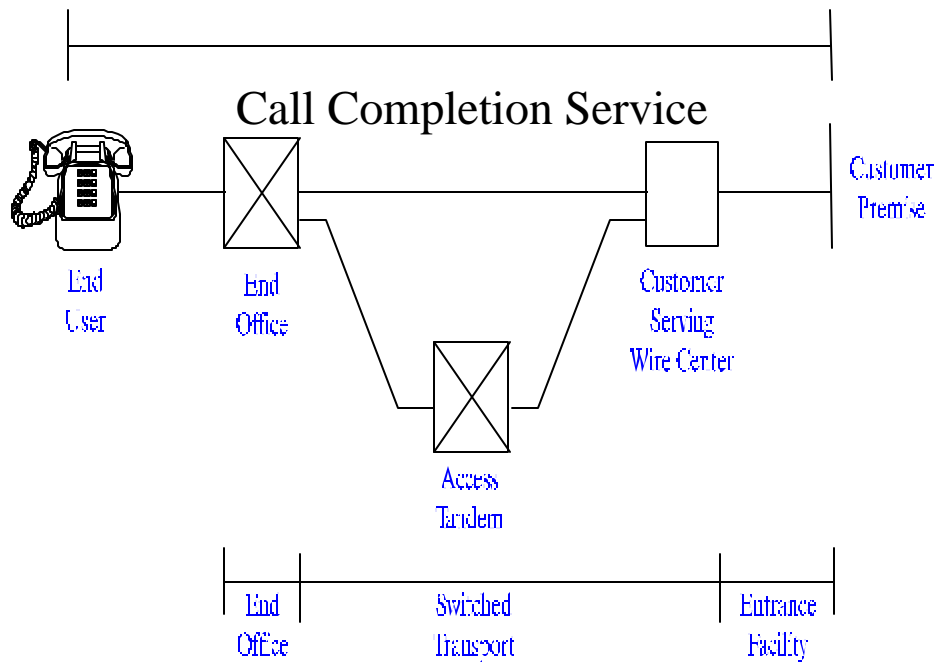 Call Completion Service
Customer
Premise
End
User
End
Office
Customer
Serving
Wire Center
Access
Tandem
End
Office
Switched
Transport
Entrance
Facility